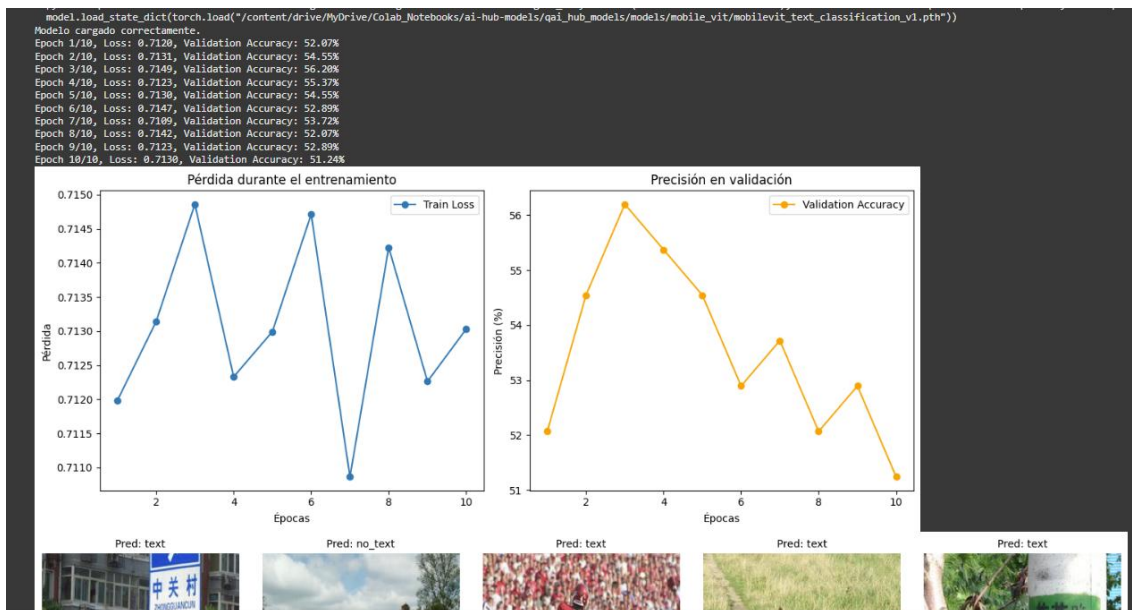 model.load_state_dict(torch.load("/content/drive/MyDrive/Colab_Notebooks/ai-hub-models/qai_hub_models/models/mobile_vit/mobilevit_text_classification_v1.pth"))
Modelo cargado correctamente.
Epoch 1/10, Loss: 0.7120, Validation Accuracy: 52.07%
Epoch 2/10, Loss: 0.7131, Validation Accuracy: 54.55%
Epoch 3/10, Loss: 0.7149, Validation Accuracy: 56.20%
Epoch 4/10, Loss: 0.7123, Validation Accuracy: 55.37%
Epoch 5/10, Loss: 0.7130, Validation Accuracy: 54.55%
Epoch 6/10, Loss: 0.7147, Validation Accuracy: 52.89%
Epoch 7/10, Loss: 0.7109, Validation Accuracy: 53.72%
Epoch 8/10, Loss: 0.7142, Validation Accuracy: 52.07%
Epoch 9/10, Loss: 0.7123, Validation Accuracy: 52.89%
Epoch 10/10, Loss: 0.7130, Validation Accuracy: 51.24%
Pérdida durante el entrenamiento
Train Loss
0.7150
0.7145
0.7140
0.7135
0.7130
0.7125
0.7120
0.7115
0.7110
Pérdida
2 4 6 8 10
Épocas
Precisión en validación
Validation Accuracy
56
55
54
53
52
51
Precisión (%)
2 4 6 8 10
Épocas
Pred: text
Pred: no_text
Pred: text
Pred: text
Pred: text
中关村
ZHONGGUANCUN